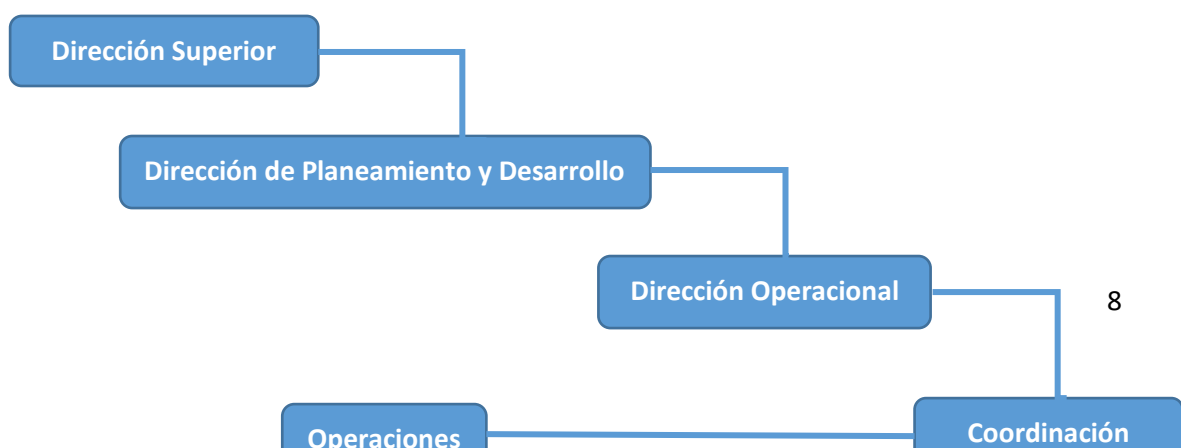 Dirección Superior
Dirección de Planeamiento y Desarrollo
Dirección Operacional
8
Coordinación
Operaciones